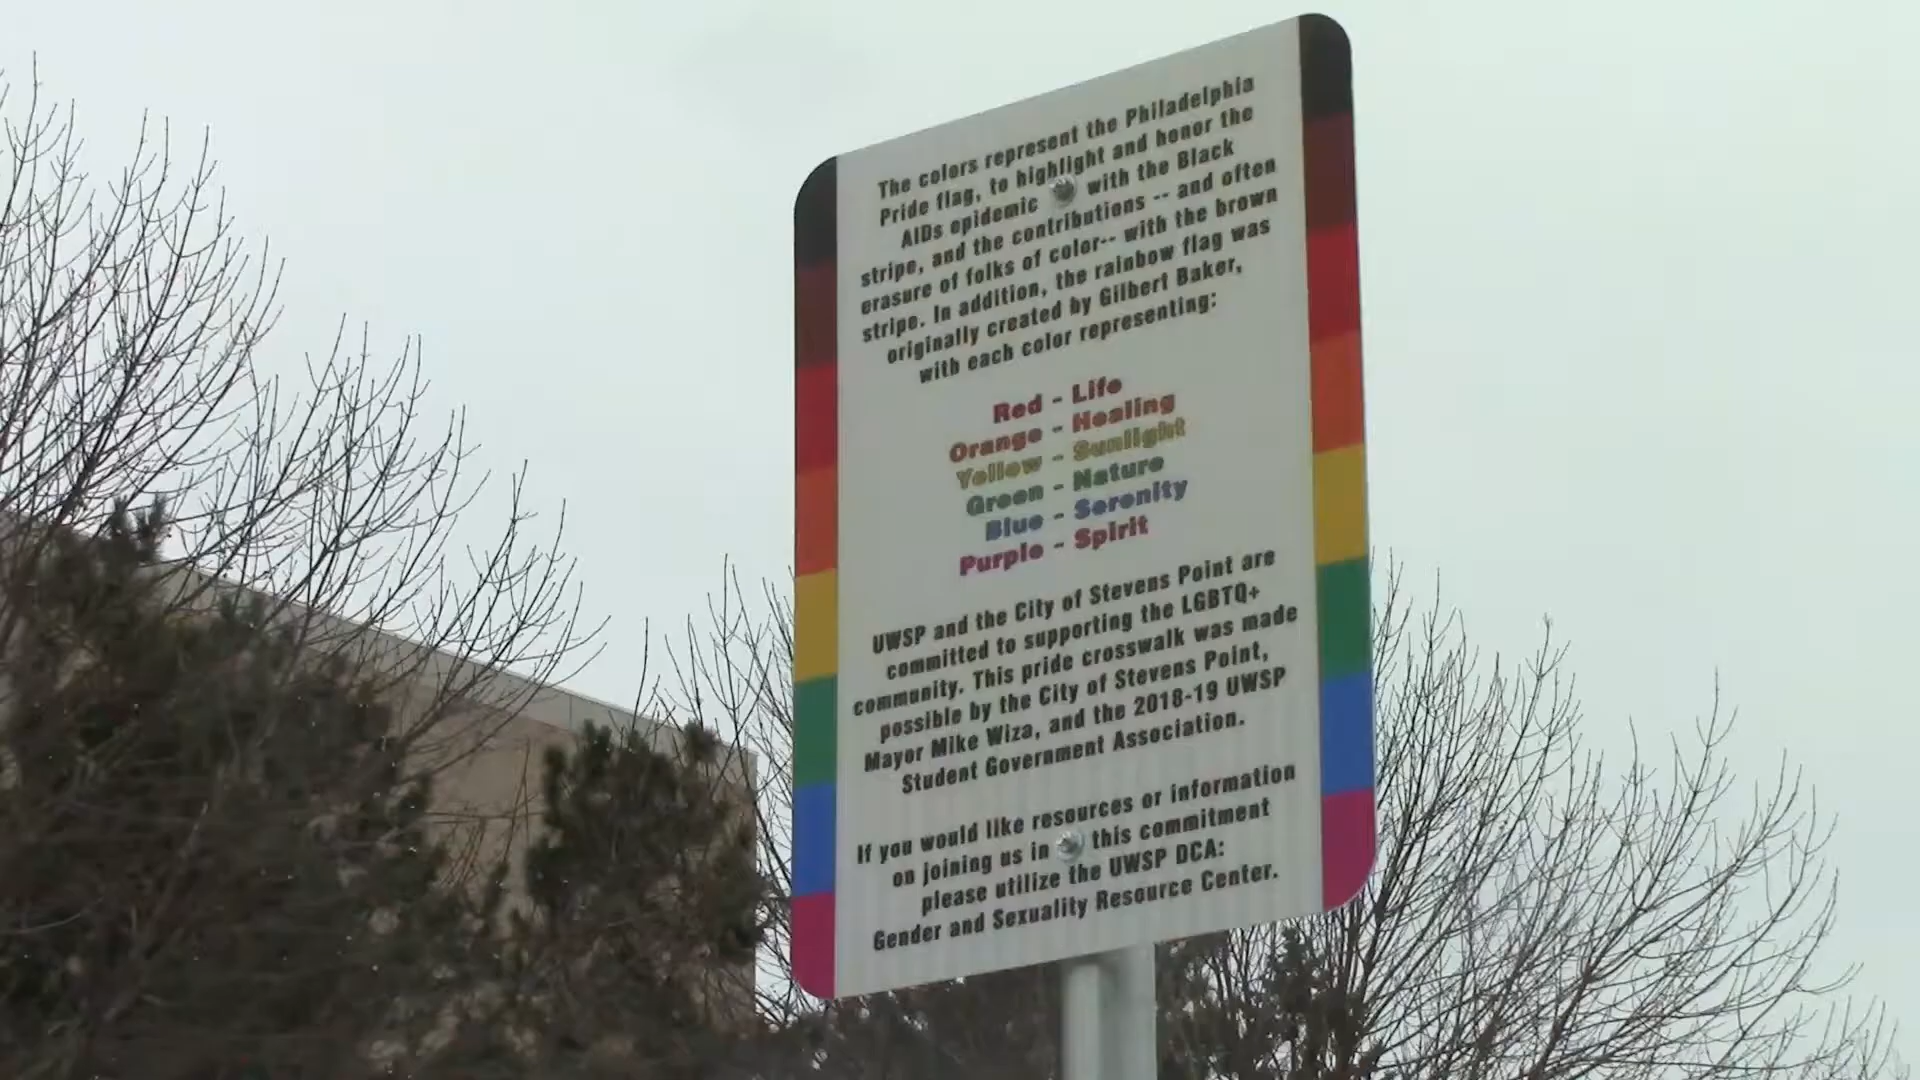 The colors represent the Philadelphia
Pride flag, to highlight and honor the
AIDs epidemic with the Black
stripe, and the contributions -- and often
erasure of folks of color-- with the brown
stripe. In addition, the rainbow flag was
originally created by Gilbert Baker,
with each color representing:
Red - Life
Orange - Healing
Yellow - Sunlight
Green - Nature
Blue - Serenity
Purple - Spirit
UWSP and the City of Stevens Point are
committed to supporting the LGBTQ+
community. This pride crosswalk was made
possible by the City of Stevens Point,
Mayor Mike Wiza, and the 2018-19 UWSP
Student Government Association.
If you would like resources or information
on joining us in this commitment
please utilize the UWSP DCA:
Gender and Sexuality Resource Center.